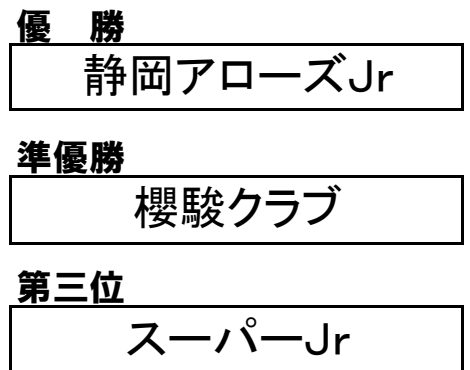 優　勝
静岡アローズJr
準優勝
櫻駿クラブ
第三位
スーパーJr